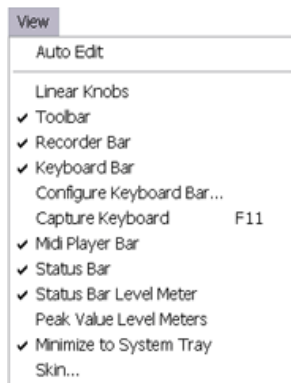 View
Auto Edit
Linear Knobs
Toolbar
Recorder Bar
Keyboard Bar
Configure Keyboard Bar...
Capture Keyboard F11
Midi Player Bar
Status Bar
Status Bar Level Meter
Peak Value Level Meters
Minimize to System Tray
Skin...